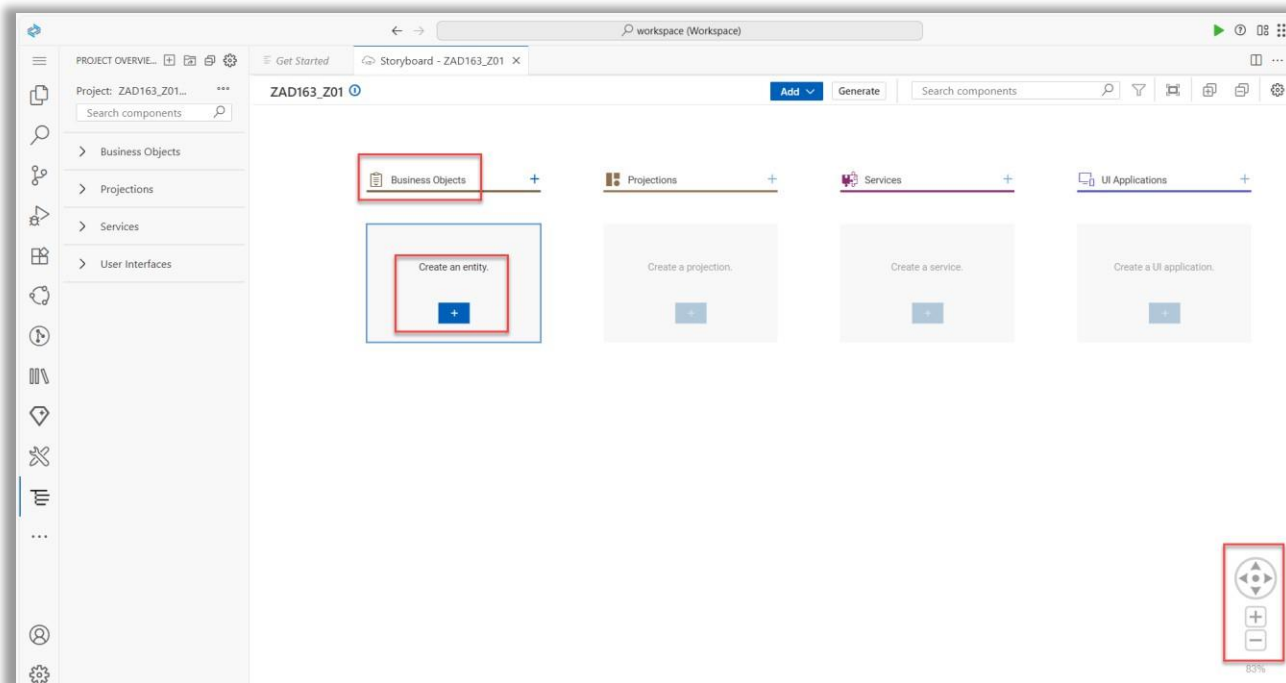 workspace (Workspace)
PROJECT OVERVIE...
Get Started
Storyboard - ZAD163_Z01
Project: ZAD163_Z01...
Search components
ZAD163_Z01
Add
Generate
Search components
Business Objects
Projections
Services
User Interfaces
Business Objects
Projections
Services
UI Applications
Create an entity.
Create a projection.
Create a service.
Create a UI application.
83%